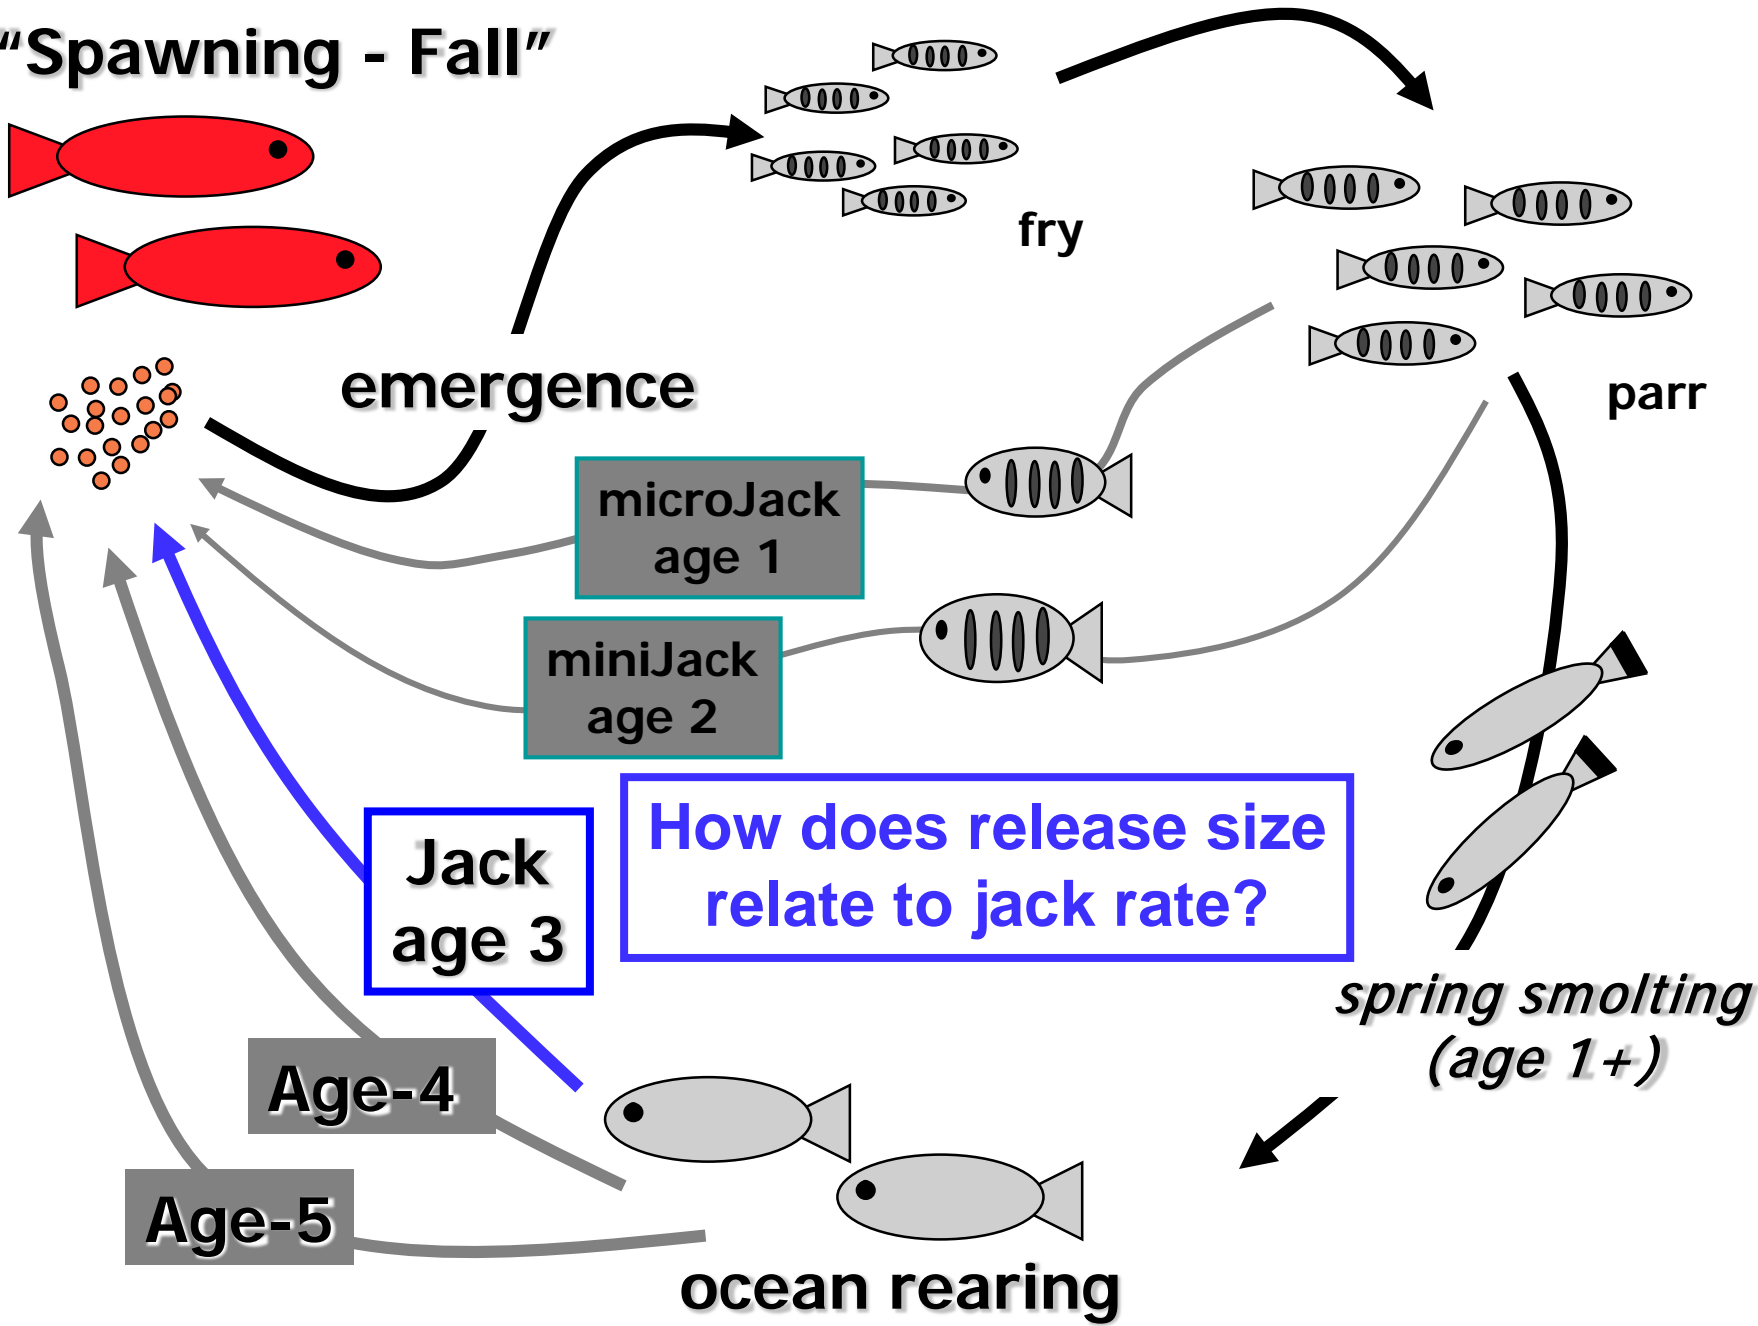 “Spawning - Fall”
fry
emergence
parr
microJack
age 1
miniJack
age 2
How does release size
relate to jack rate?
Jack
age 3
spring smolting
(age 1+)
Age-4
Age-5
ocean rearing